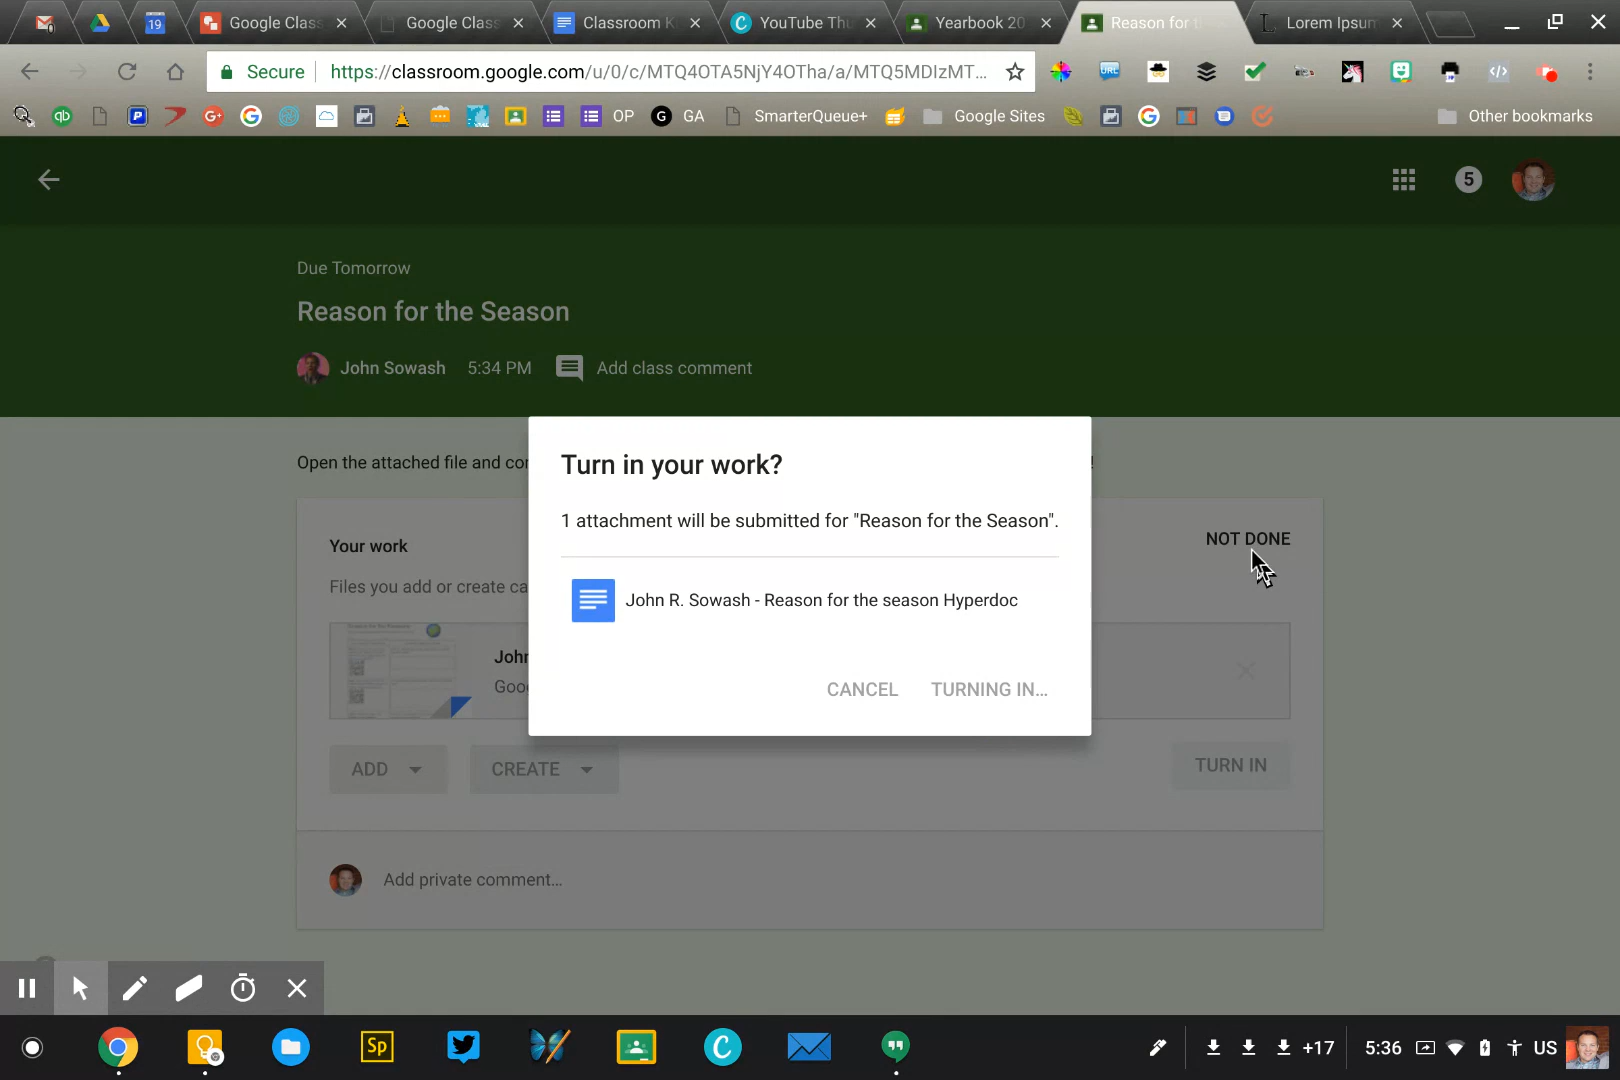 Google Clas
Google Clas
Classroom K
YouTube Thu
Yearbook 20
Reason for t
Lorem Ipsum
Secure
https://classroom.google.com/u/0/c/MTQ4OTA5NjY4OTha/a/MTQ5MDIzMT...
OP
GA
SmarterQueue+
Google Sites
Other bookmarks
5
Due Tomorrow
Reason for the Season
John Sowash 5:34 PM Add class comment
Open the attached file and co
!
Turn in your work?
1 attachment will be submitted for "Reason for the Season".
John R. Sowash - Reason for the season Hyperdoc
CANCEL TURNING IN...
Your work
NOT DONE
Files you add or create ca
John
Goo
ADD
CREATE
TURN IN
Add private comment...
Sp
+17
5:36
US